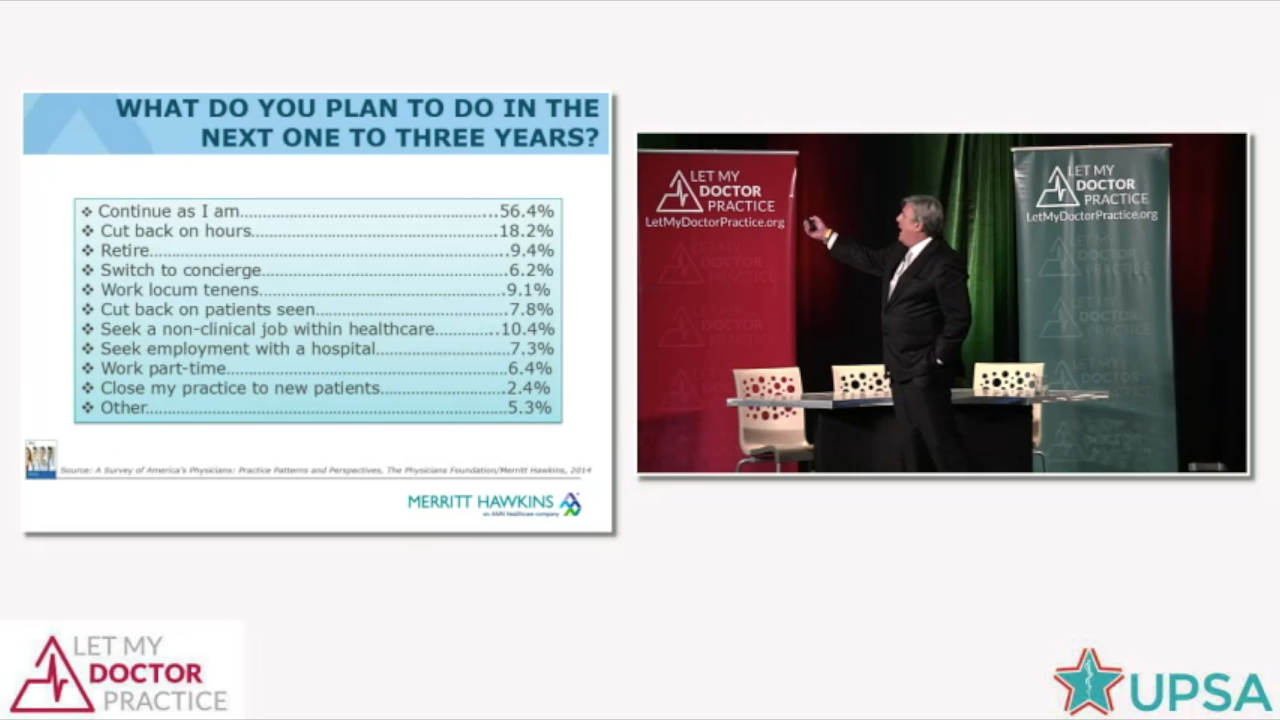 WHAT DO YOU PLAN TO DO IN THE
NEXT ONE TO THREE YEARS?
❖ Continue as I am.......................................................56.4%
❖ Cut back on hours....................................................18.2%
❖ Retire........................................................................9.4%
❖ Switch to concierge...................................................6.2%
❖ Work locum tenens....................................................9.1%
❖ Cut back on patients seen.........................................7.8%
❖ Seek a non-clinical job within healthcare.............10.4%
❖ Seek employment with a hospital...........................7.3%
❖ Work part-time..........................................................6.4%
❖ Close my practice to new patients..........................2.4%
❖ Other.........................................................................5.3%
Source: A Survey of America's Physicians: Practice Patterns and Perspectives, The Physicians Foundation/Merritt Hawkins, 2014
MERRITT HAWKINS
an AMN Healthcare company
LET MY
DOCTOR
PRACTICE
LetMyDoctorPractice.org
LET MY
DOCTOR
PRACTICE
LetMyDoctorPractice.org
LET MY
DOCTOR
PRACTICE
UPSA